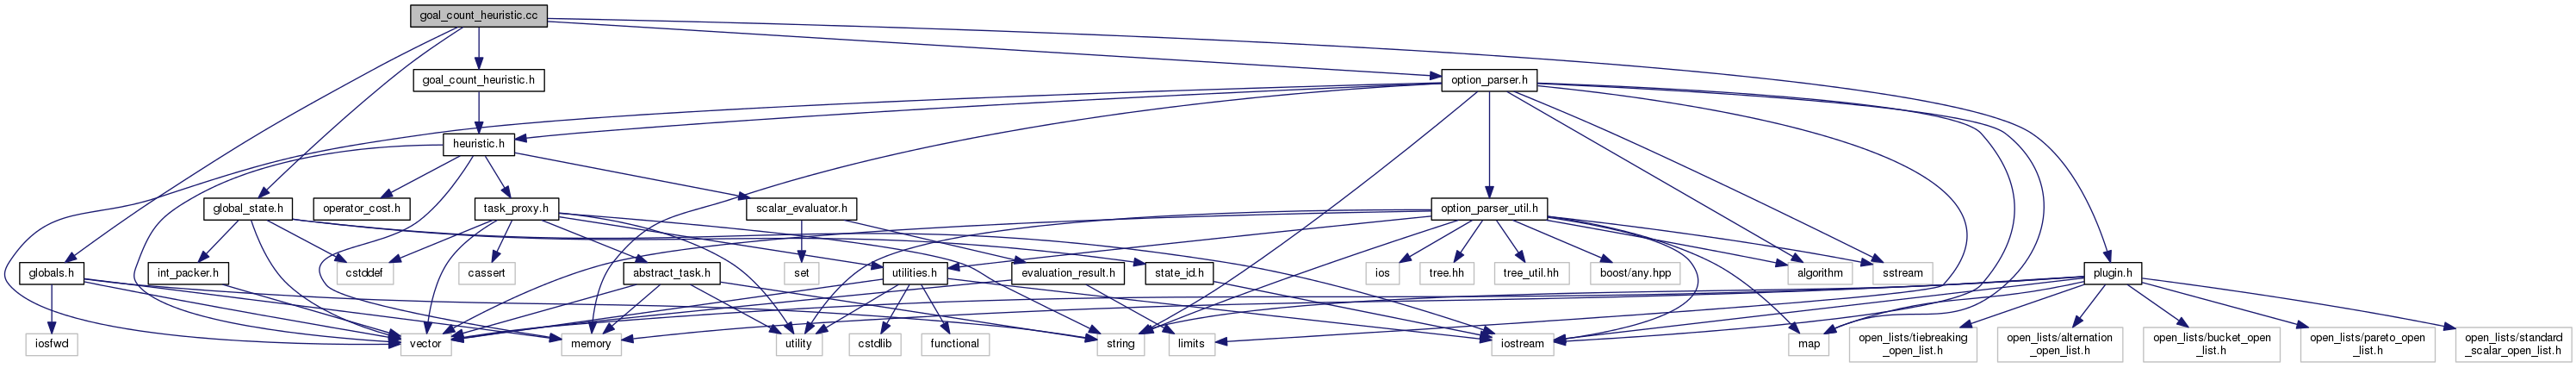 goal_count_heuristic.cc
goal_count_heuristic.h
option_parser.h
heuristic.h
global_state.h
operator_cost.h
task_proxy.h
scalar_evaluator.h
option_parser_util.h
globals.h
int_packer.h
cstddef
cassert
abstract_task.h
utilities.h
set
evaluation_result.h
state_id.h
ios
tree.hh
tree_util.hh
boost/any.hpp
algorithm
sstream
plugin.h
iosfwd
vector
memory
utility
cstdlib
functional
string
limits
iostream
map
open_lists/tiebreaking
_open_list.h
open_lists/alternation
_open_list.h
open_lists/bucket_open
_list.h
open_lists/pareto_open
_list.h
open_lists/standard
_scalar_open_list.h